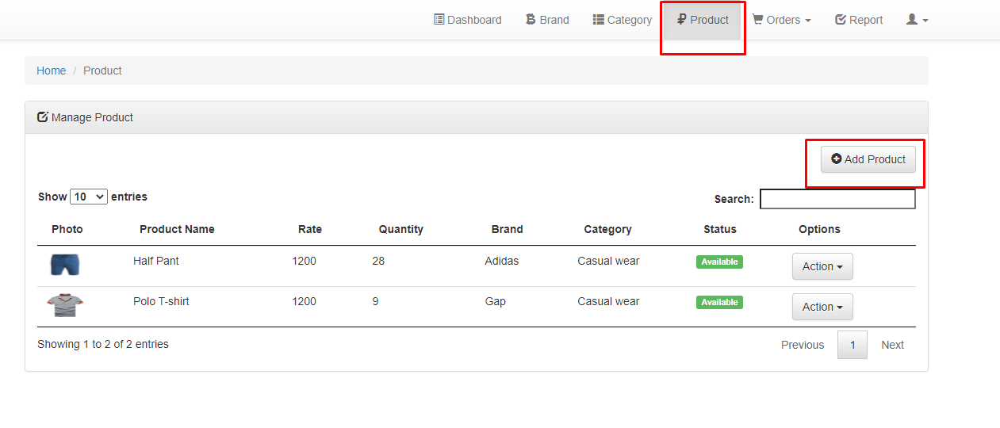 Dashboard Brand Category Product Orders Report
Home / Product
Manage Product
Add Product
Show 10 entries Search:
Photo Product Name Rate Quantity Brand Category Status Options
Half Pant 1200 28 Adidas Casual wear Available Action
Polo T-shirt 1200 9 Gap Casual wear Available Action
Showing 1 to 2 of 2 entries Previous 1 Next